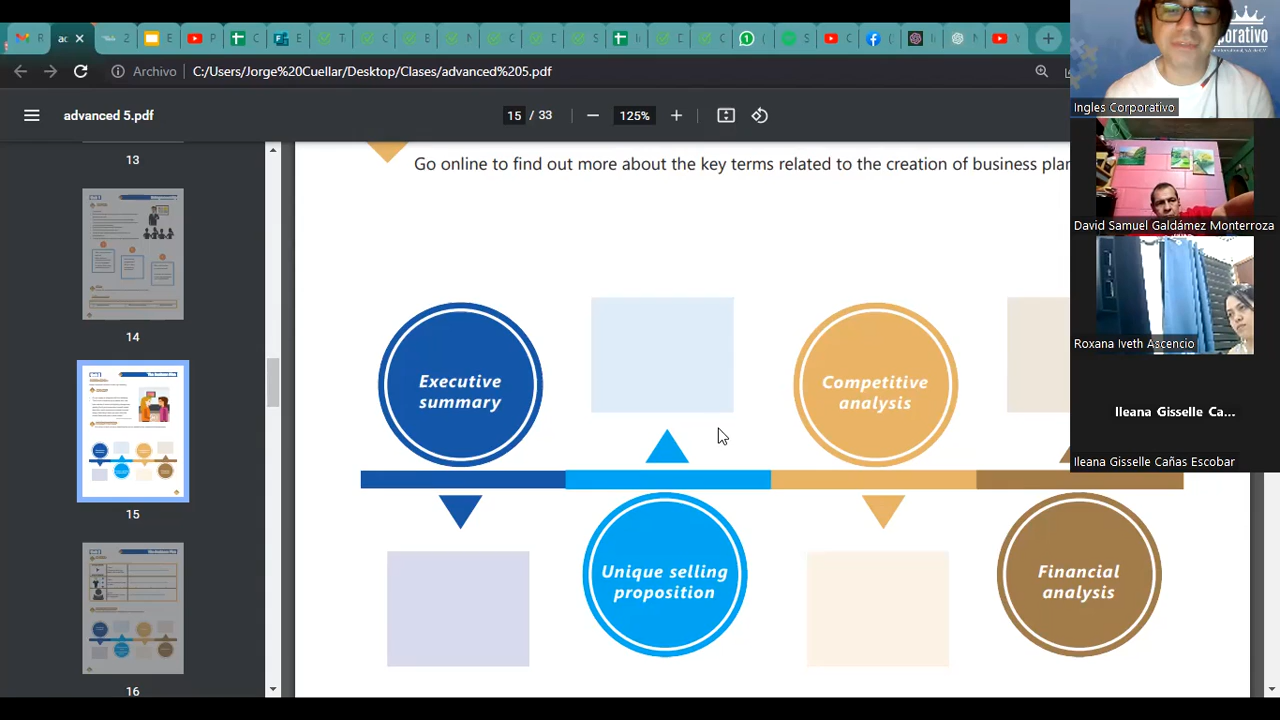 Archivo
C:/Users/Jorge%20Cuellar/Desktop/Clases/advanced%205.pdf
advanced 5.pdf
15 / 33
125%
13
14
15
16
Go online to find out more about the key terms related to the creation of business plan
Executive
summary
Competitive
analysis
Unique selling
proposition
Financial
analysis
Ingles Corporativo
David Samuel Galdámez Monterroza
Roxana Iveth Ascencio
Ileana Gisselle Ca...
Ileana Gisselle Cañas Escobar